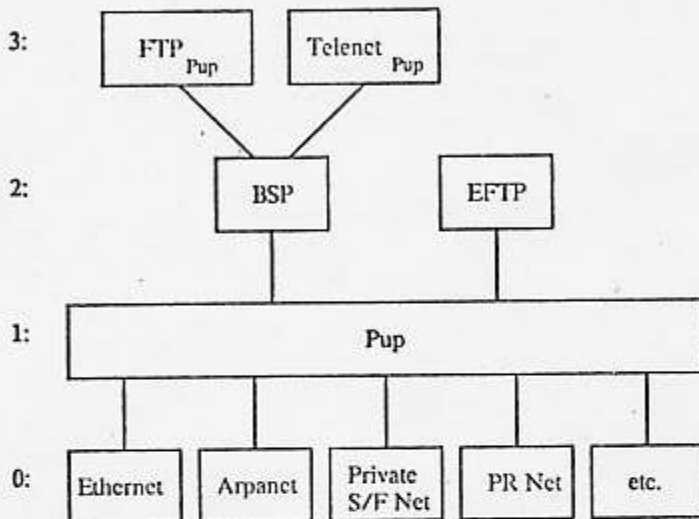 3:
FTP Pup
Telenet Pup
2:
BSP
EFTP
1:
Pup
0:
Ethernet
Arpanet
Private
S/F Net
PR Net
etc.